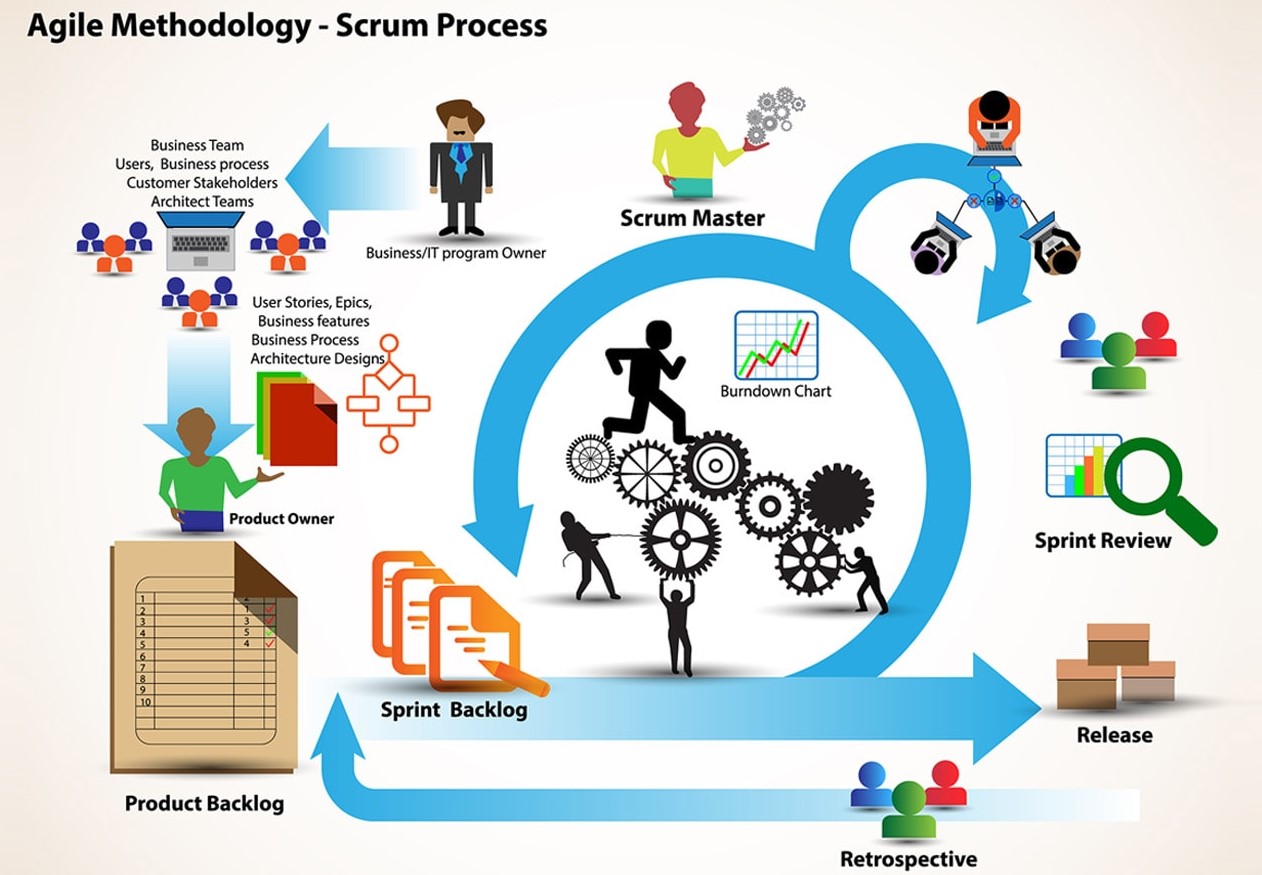 Agile Methodology - Scrum Process
Business Team
Users, Business process
Customer Stakeholders
Architect Teams
Business/IT program Owner
Scrum Master
User Stories, Epics,
Business features
Business Process
Architecture Designs
Burndown Chart
Product Owner
Sprint Review
1
2
3
4
5
6
7
8
9
10
2
1
3
5
4
Sprint Backlog
Release
Product Backlog
Retrospective